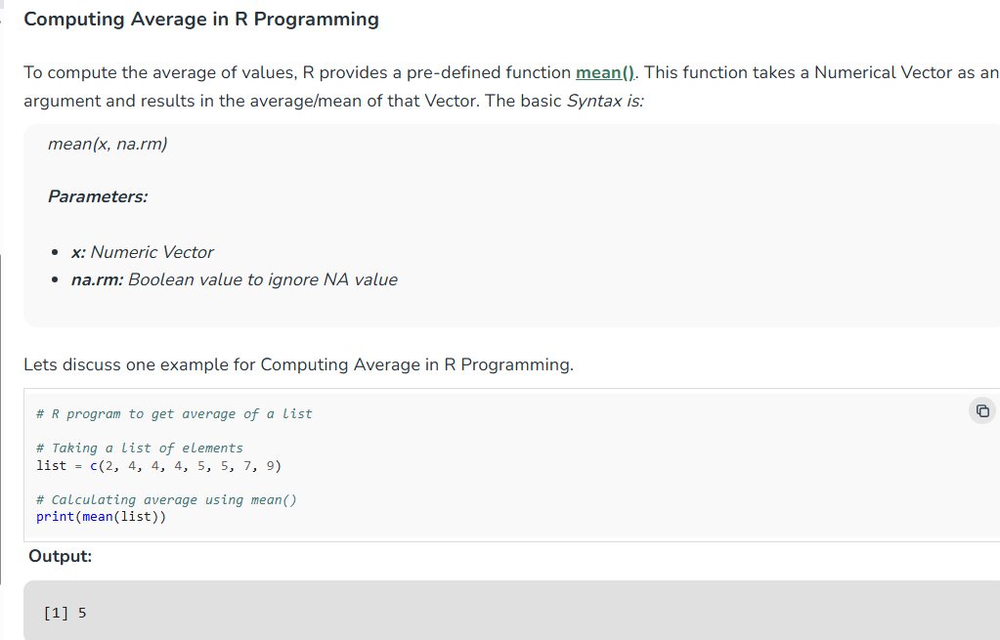 Computing Average in R Programming
To compute the average of values, R provides a pre-defined function mean(). This function takes a Numerical Vector as an
argument and results in the average/mean of that Vector. The basic Syntax is:
mean(x, na.rm)
Parameters:
x: Numeric Vector
na.rm: Boolean value to ignore NA value
Lets discuss one example for Computing Average in R Programming.
# R program to get average of a list
# Taking a list of elements
list = c(2, 4, 4, 4, 5, 5, 7, 9)
# Calculating average using mean()
print(mean(list))
Output:
[1] 5